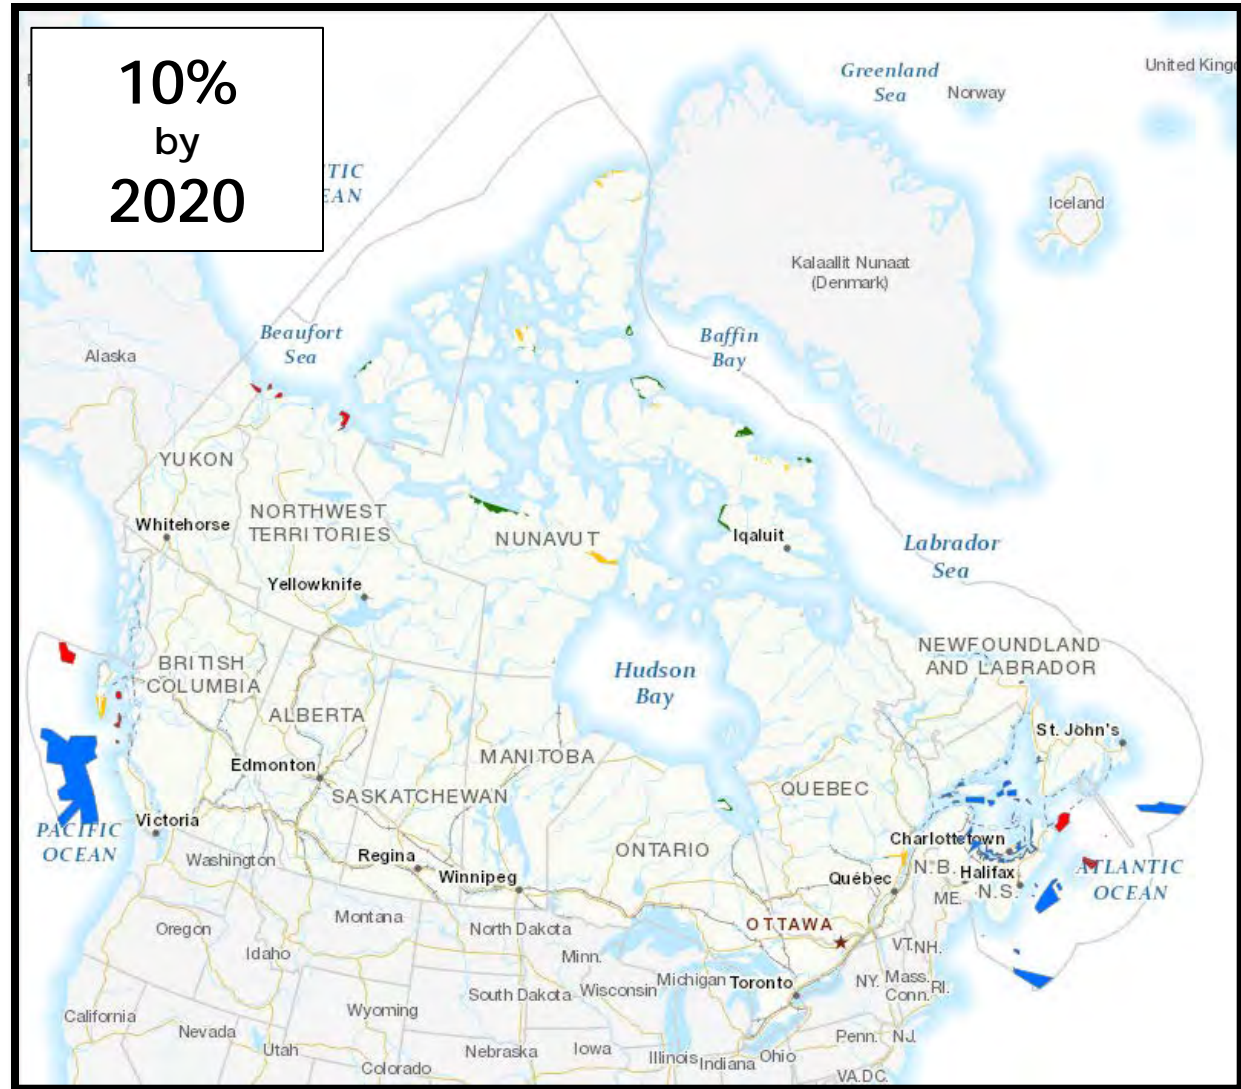 10%
by
2020
TIC
EAN
Greenland
Sea
Norway
United King
Iceland
Kalaallit Nunaat
(Denmark)
Beaufort
Sea
Baffin
Bay
Alaska
YUKON
Whitehorse
NORTHWEST
TERRITORIES
NUNAVUT
Iqaluit
Yellowknife
Labrador
Sea
BRITISH
COLUMBIA
Hudson
Bay
NEWFOUNDLAND
AND LABRADOR
ALBERTA
St. John's
Edmonton
MANITOBA
SASKATCHEWAN
QUEBEC
PACIFIC
OCEAN
Victoria
Washington
Regina
Winnipeg
ONTARIO
Charlottetown
N.B.
Halifax
N.S.
ATLANTIC
OCEAN
Québec
ME.
Oregon
Montana
North Dakota
OTTAWA
Idaho
Minn.
VT.
NH.
South Dakota
Wisconsin
Michigan
Toronto
NY.
Mass.
Conn.
RI.
California
Wyoming
Nevada
Utah
Colorado
Nebraska
Iowa
Illinois
Indiana
Ohio
Penn.
NJ.
VA.
DC.